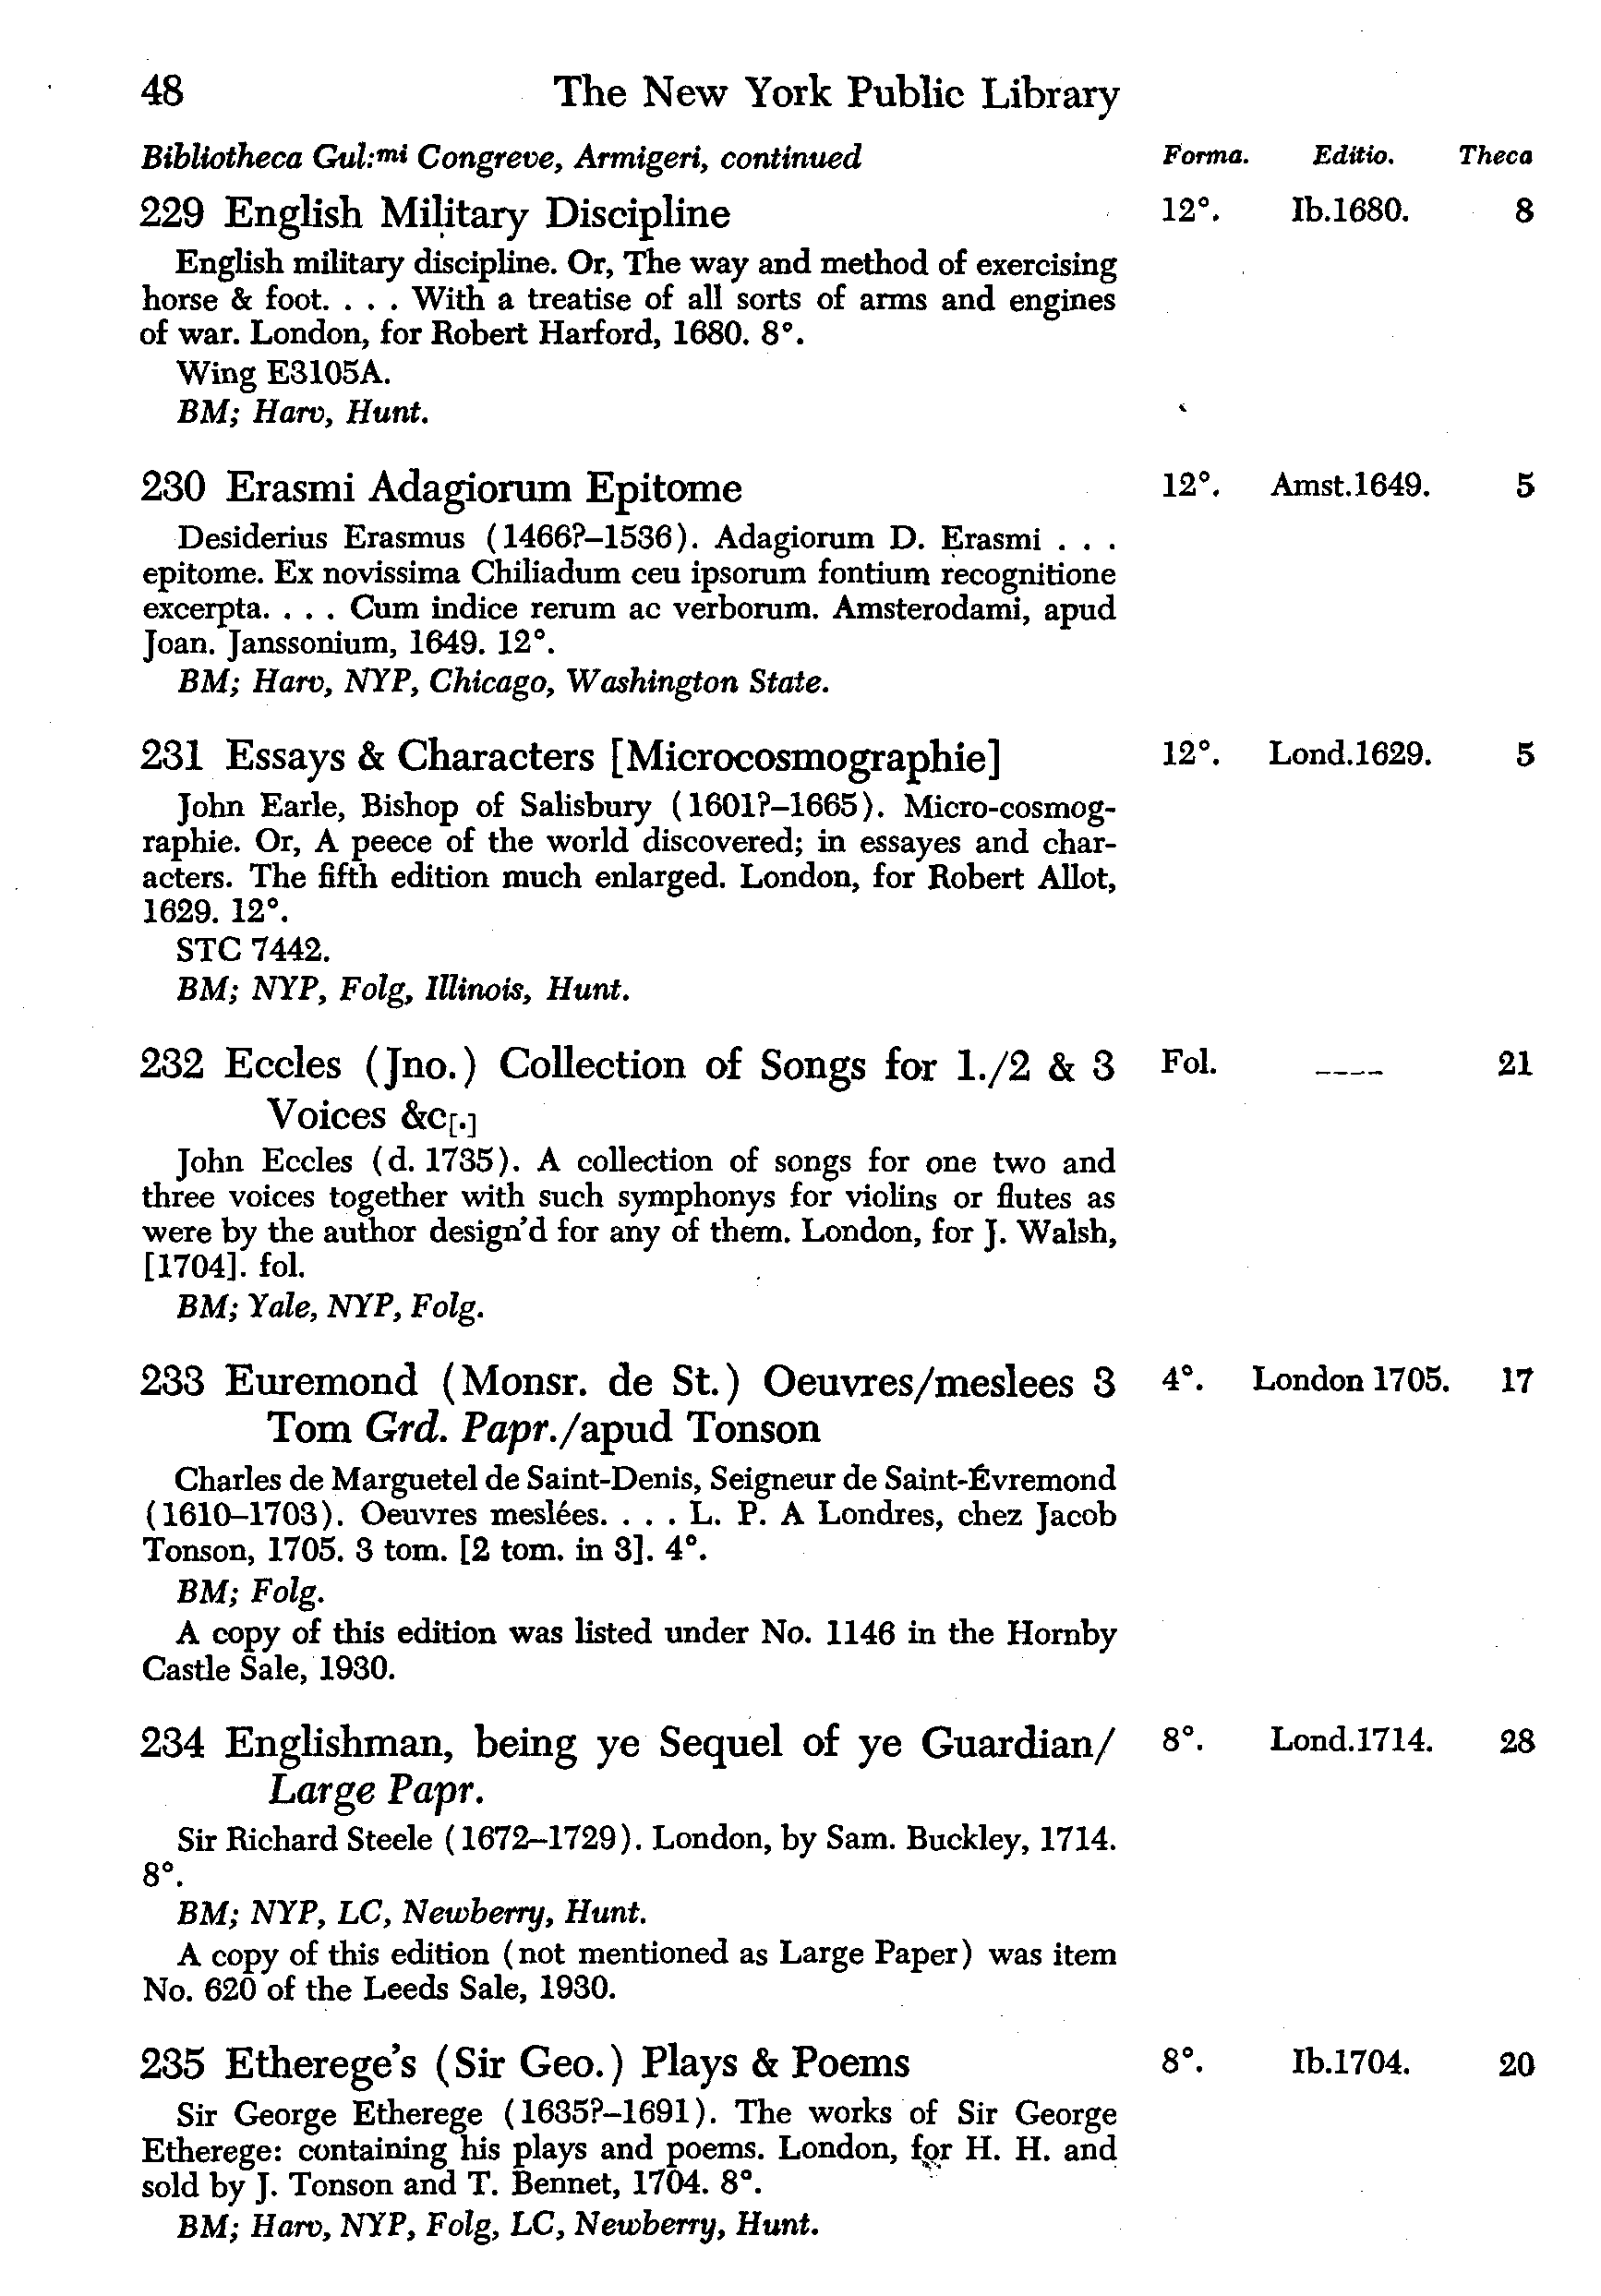 48 The New York Public Library
Bibliotheca Gul:mi Congreve, Armigeri, continued Forma. Editio. Theca
229 English Military Discipline 12°. Ib.1680. 8
English military discipline. Or, The way and method of exercising
horse & foot. . . . With a treatise of all sorts of arms and engines
of war. London, for Robert Harford, 1680. 8°.
Wing E3105A.
BM; Harv, Hunt.
230 Erasmi Adagiorum Epitome 12°. Amst.1649. 5
Desiderius Erasmus (1466?–1536). Adagiorum D. Erasmi . . .
epitome. Ex novissima Chiliadum ceu ipsorum fontium recognitione
excerpta. . . . Cum indice rerum ac verborum. Amsterodami, apud
Joan. Janssonium, 1649. 12°.
BM; Harv, NYP, Chicago, Washington State.
231 Essays & Characters [Microcosmographie] 12°. Lond.1629. 5
John Earle, Bishop of Salisbury (1601?–1665). Micro-cosmog-
raphie. Or, A peece of the world discovered; in essayes and char-
acters. The fifth edition much enlarged. London, for Robert Allot,
1629. 12°.
STC 7442.
BM; NYP, Folg, Illinois, Hunt.
232 Eccles (Jno.) Collection of Songs for 1./2 & 3 Fol. ---- 21
Voices &c[.]
John Eccles (d. 1735). A collection of songs for one two and
three voices together with such symphonys for violins or flutes as
were by the author design'd for any of them. London, for J. Walsh,
[1704]. fol.
BM; Yale, NYP, Folg.
233 Euremond (Monsr. de St.) Oeuvres/meslees 3 4°. London 1705. 17
Tom Grd. Papr./apud Tonson
Charles de Marguetel de Saint-Denis, Seigneur de Saint-Évremond
(1610–1703). Oeuvres meslées. . . . L. P. A Londres, chez Jacob
Tonson, 1705. 3 tom. [2 tom. in 3]. 4°.
BM; Folg.
A copy of this edition was listed under No. 1146 in the Hornby
Castle Sale, 1930.
234 Englishman, being ye Sequel of ye Guardian/ 8°. Lond.1714. 28
Large Papr.
Sir Richard Steele (1672–1729). London, by Sam. Buckley, 1714.
8°.
BM; NYP, LC, Newberry, Hunt.
A copy of this edition (not mentioned as Large Paper) was item
No. 620 of the Leeds Sale, 1930.
235 Etherege's (Sir Geo.) Plays & Poems 8°. Ib.1704. 20
Sir George Etherege (1635?–1691). The works of Sir George
Etherege: containing his plays and poems. London, for H. H. and
sold by J. Tonson and T. Bennet, 1704. 8°.
BM; Harv, NYP, Folg, LC, Newberry, Hunt.